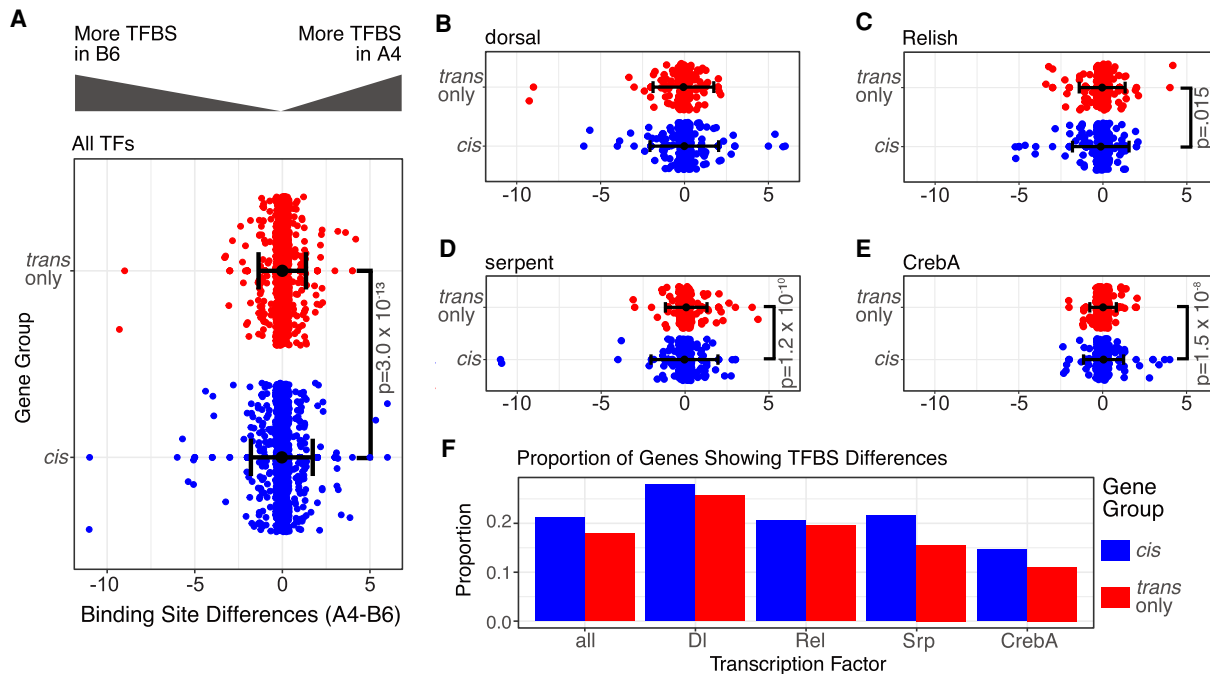 A
More TFBS
in B6
More TFBS
in A4
All TFs
Gene Group
trans
only
cis
p=3.0 x 10-13
-10
-5
0
5
Binding Site Differences (A4-B6)
B
dorsal
trans
only
cis
-10
-5
0
5
C
Relish
trans
only
cis
p=.015
-10
-5
0
5
D
serpent
trans
only
cis
p=1.2 x 10-10
-10
-5
0
5
E
CrebA
trans
only
cis
p=1.5 x 10-8
-10
-5
0
5
F
Proportion of Genes Showing TFBS Differences
Proportion
0.2
0.1
0.0
all
Dl
Rel
Srp
CrebA
Transcription Factor
Gene
Group
cis
trans
only